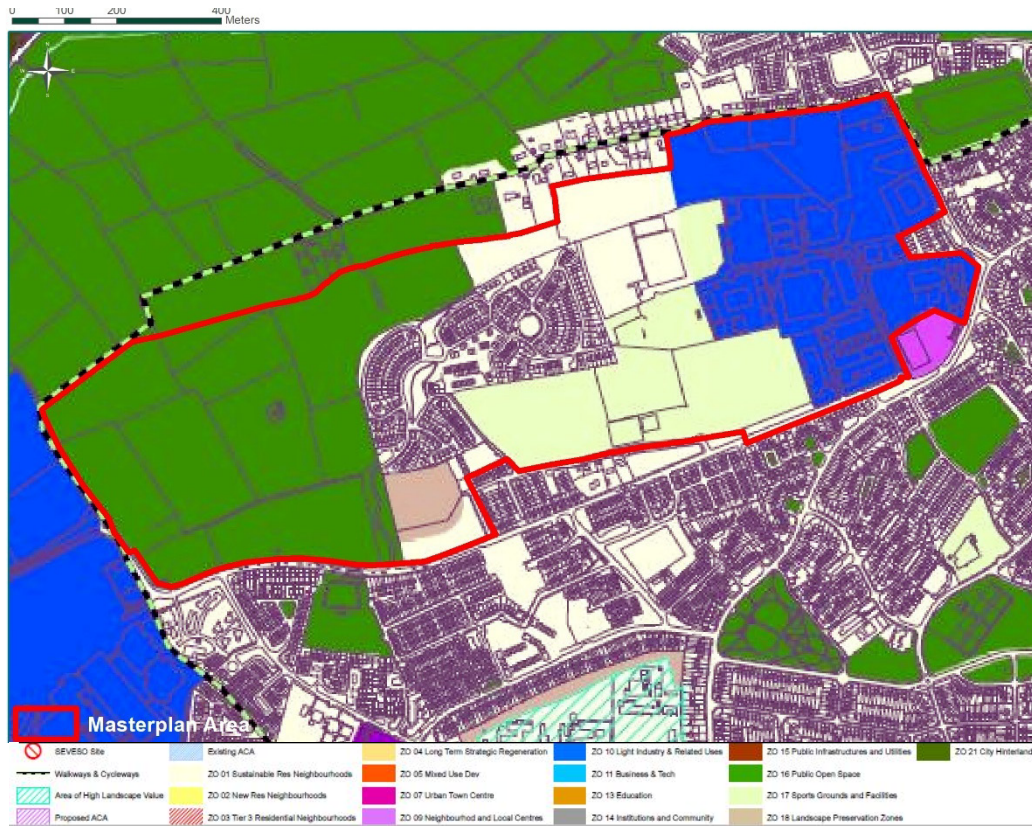 0 100 200 400
Meters
Masterplan Area
SEVESO Site
Existing ACA
ZO 04 Long Term Strategic Regeneration
ZO 10 Light Industry & Related Uses
ZO 15 Public Infrastructures and Utilities
ZO 21 City Hinterland
Walkways & Cycleways
ZO 01 Sustainable Res Neighbourhoods
ZO 05 Mixed Use Dev
ZO 11 Business & Tech
ZO 16 Public Open Space
Area of High Landscape Value
ZO 02 New Res Neighbourhoods
ZO 07 Urban Town Centre
ZO 13 Education
ZO 17 Sports Grounds and Facilities
Proposed ACA
ZO 03 Tier 3 Residential Neighbourhoods
ZO 09 Neighbourhod and Local Centres
ZO 14 Institutions and Community
ZO 18 Landscape Preservation Zones